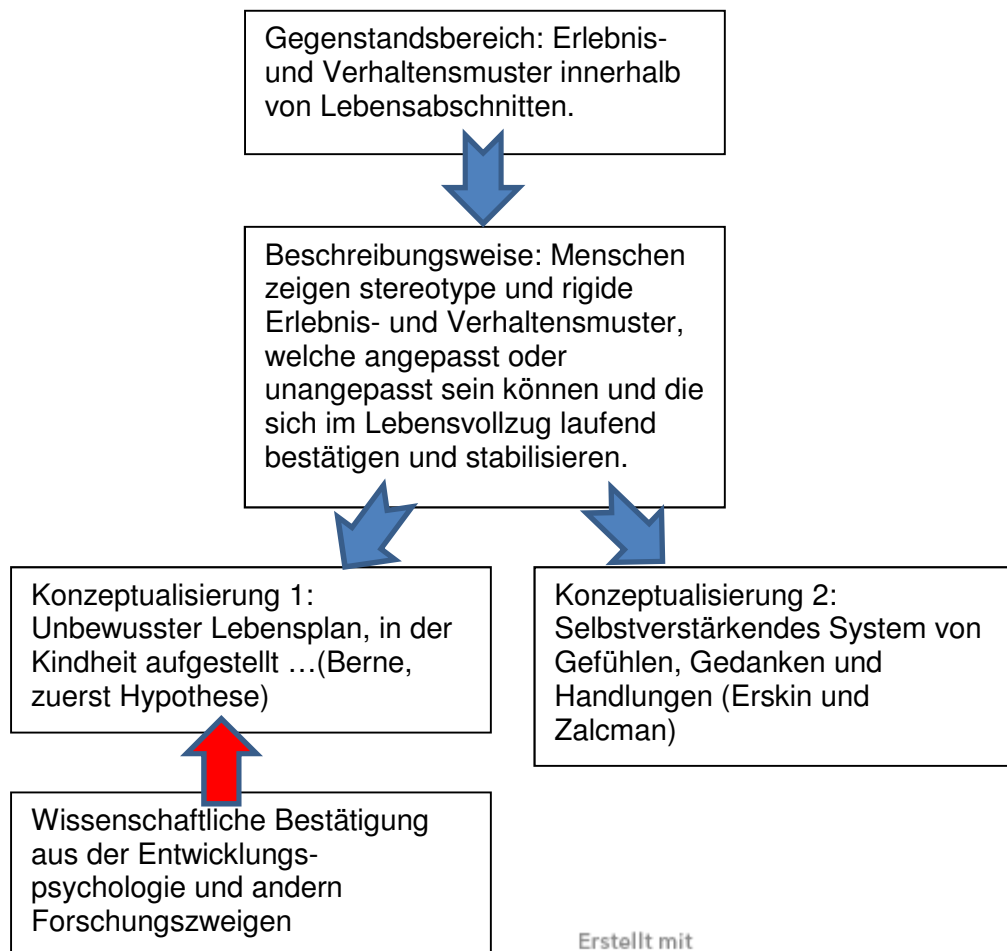 Gegenstandsbereich: Erlebnis-
und Verhaltensmuster innerhalb
von Lebensabschnitten.
Beschreibungsweise: Menschen
zeigen stereotype und rigide
Erlebnis- und Verhaltensmuster,
welche angepasst oder
unangepasst sein können und die
sich im Lebensvollzug laufend
bestätigen und stabilisieren.
Konzeptualisierung 1:
Unbewusster Lebensplan, in der
Kindheit aufgestellt …(Berne,
zuerst Hypothese)
Konzeptualisierung 2:
Selbstverstärkendes System von
Gefühlen, Gedanken und
Handlungen (Erskin und
Zalcman)
Wissenschaftliche Bestätigung
aus der Entwicklungs-
psychologie und andern
Forschungszweigen
Erstellt mit